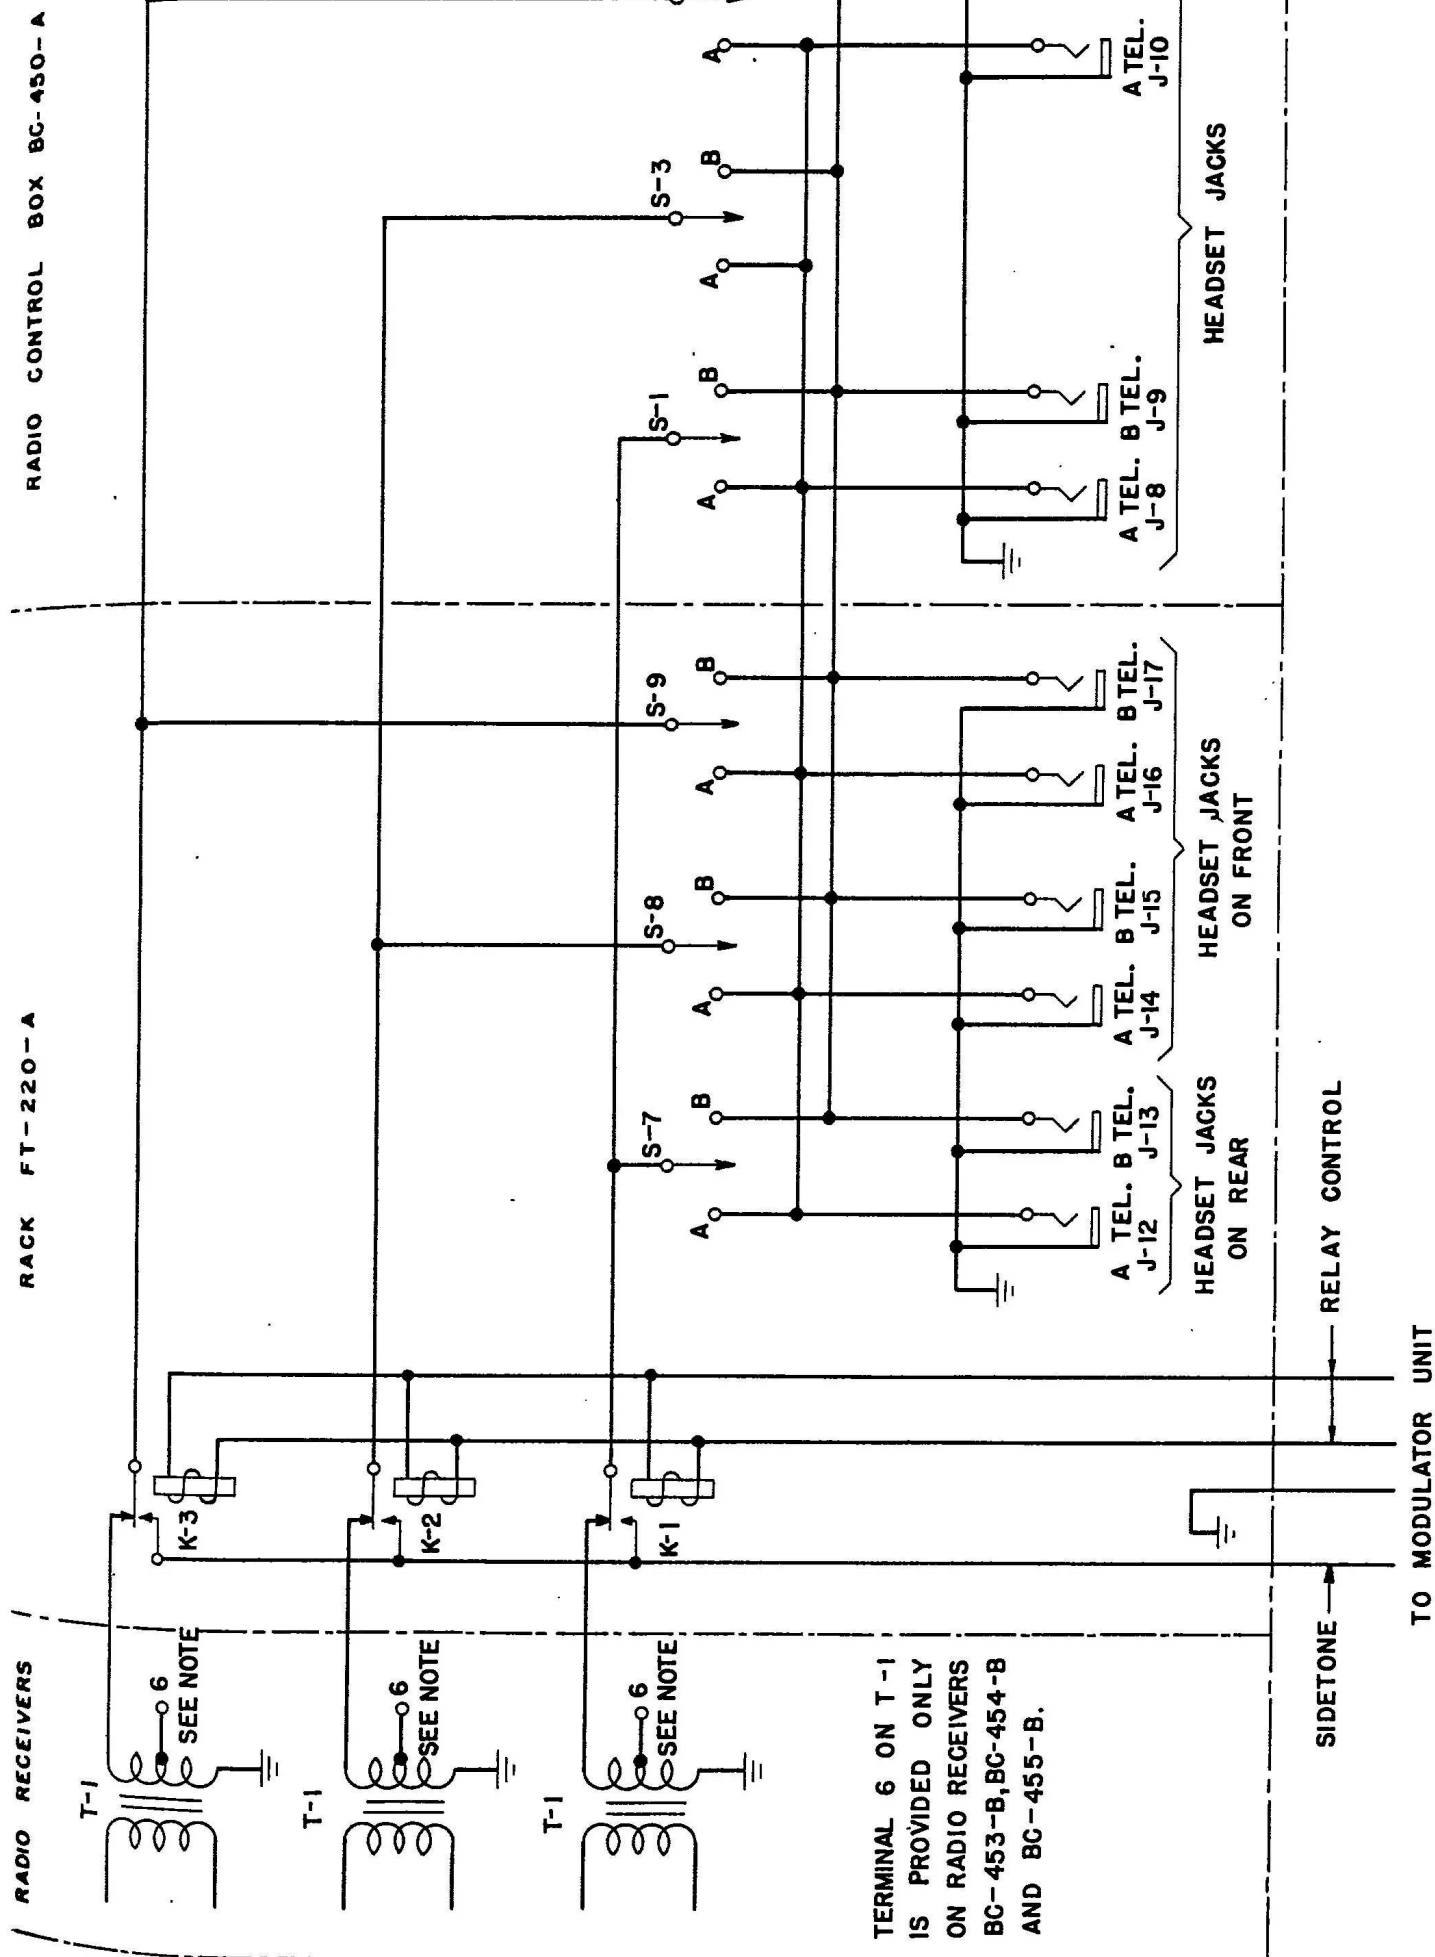 RADIO RECEIVERS
RACK FT-220-A
RADIO CONTROL BOX BC-450-A
T-1
6
SEE NOTE
K-3
T-1
6
SEE NOTE
K-2
T-1
6
SEE NOTE
K-1
S-7
S-8
S-9
S-1
S-3
A
B
A
B
A
B
A
B
A
B
A
A TEL.
J-12
B TEL.
J-13
A TEL.
J-14
B TEL.
J-15
A TEL.
J-16
B TEL.
J-17
A TEL.
J-8
B TEL.
J-9
A TEL.
J-10
HEADSET JACKS
ON REAR
HEADSET JACKS
ON FRONT
HEADSET JACKS
TERMINAL 6 ON T-1
IS PROVIDED ONLY
ON RADIO RECEIVERS
BC-453-B, BC-454-B
AND BC-455-B.
SIDETONE
RELAY CONTROL
TO MODULATOR UNIT